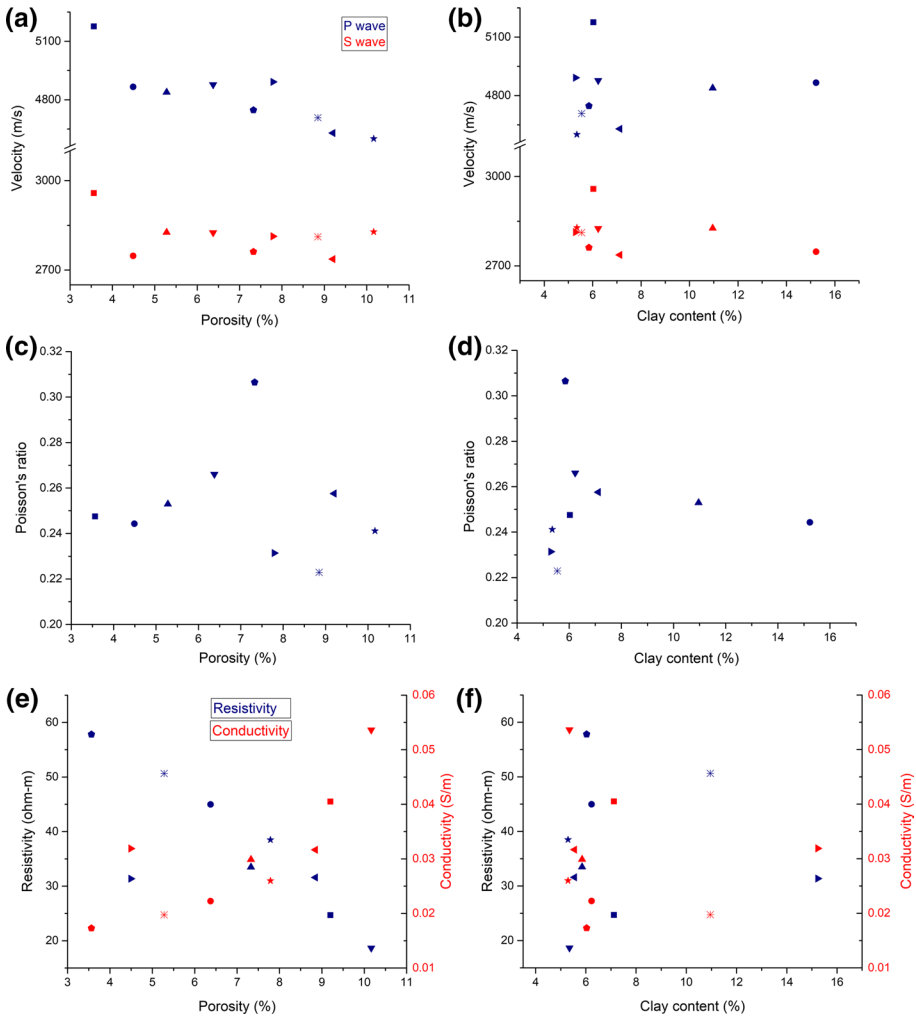 (a)
P wave
S wave
5100
4800
3000
2700
Velocity (m/s)
3 4 5 6 7 8 9 10 11
Porosity (%)
(b)
5100
4800
3000
2700
Velocity (m/s)
4 6 8 10 12 14 16
Clay content (%)
(c)
0.32
0.30
0.28
0.26
0.24
0.22
0.20
Poisson's ratio
3 4 5 6 7 8 9 10 11
Porosity (%)
(d)
0.32
0.30
0.28
0.26
0.24
0.22
0.20
Poisson's ratio
4 6 8 10 12 14 16
Clay content (%)
(e)
Resistivity
Conductivity
60
50
40
30
20
Resistivity (ohm-m)
0.06
0.05
0.04
0.03
0.02
0.01
Conductivity (S/m)
3 4 5 6 7 8 9 10 11
Porosity (%)
(f)
60
50
40
30
20
Resistivity (ohm-m)
0.06
0.05
0.04
0.03
0.02
0.01
Conductivity (S/m)
4 6 8 10 12 14 16
Clay content (%)